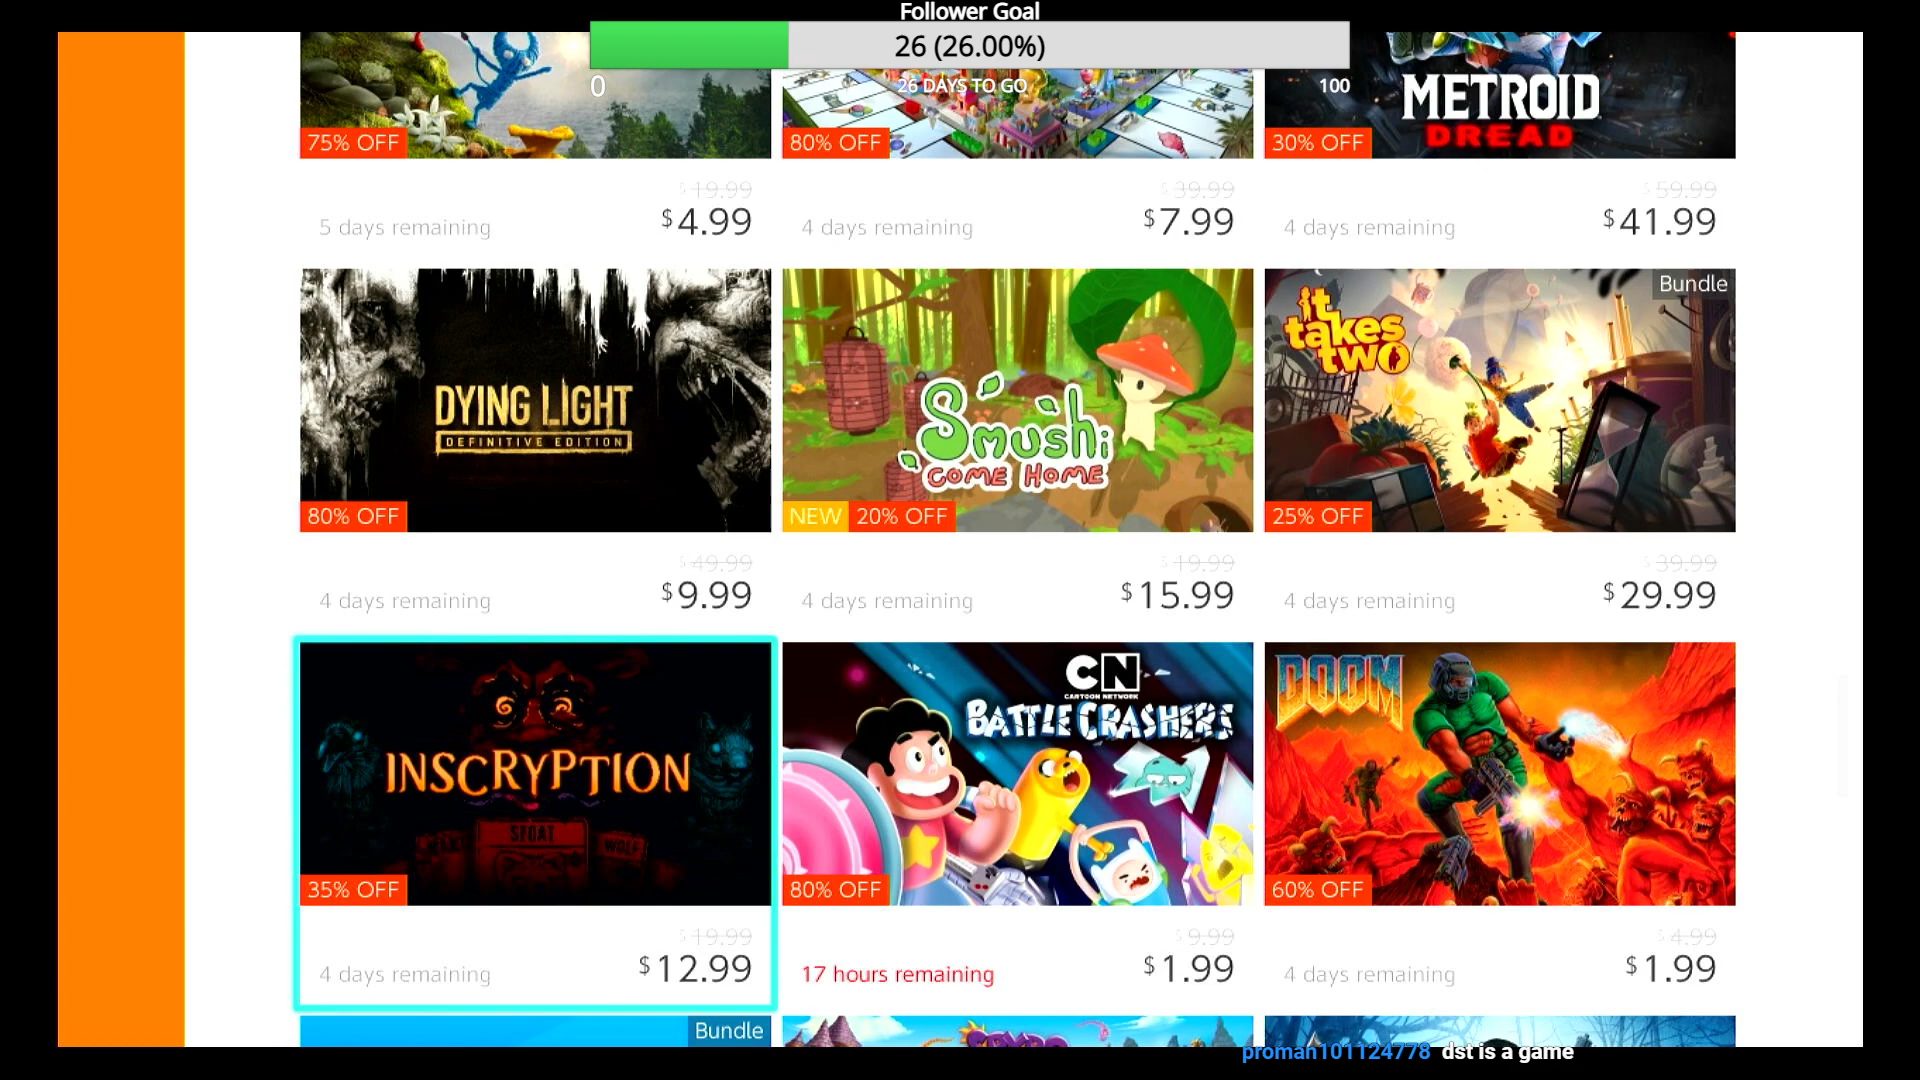 Follower Goal
26 (26.00%)
0
26 DAYS TO GO
100
METROID
DREAD
75% OFF
80% OFF
30% OFF
$19.99
$39.99
$59.99
5 days remaining
$4.99
4 days remaining
$7.99
4 days remaining
$41.99
DYING LIGHT
DEFINITIVE EDITION
Smushi
COME HOME
Bundle
it
takes
two
80% OFF
NEW 20% OFF
25% OFF
$49.99
$19.99
$39.99
4 days remaining
$9.99
4 days remaining
$15.99
4 days remaining
$29.99
INSCRYPTION
STOAT
WOLF
CN
CARTOON NETWORK
BATTLE CRASHERS
DOOM
35% OFF
80% OFF
60% OFF
$19.99
$9.99
$4.99
4 days remaining
$12.99
17 hours remaining
$1.99
4 days remaining
$1.99
Bundle
proman101124778 dst is a game